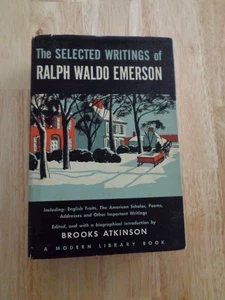 The SELECTED WRITINGS of
RALPH WALDO EMERSON
Including: English Traits, The American Scholar, Poems,
Addresses and Other Important Writings
Edited, and with a biographical introduction by
BROOKS ATKINSON
A MODERN LIBRARY BOOK